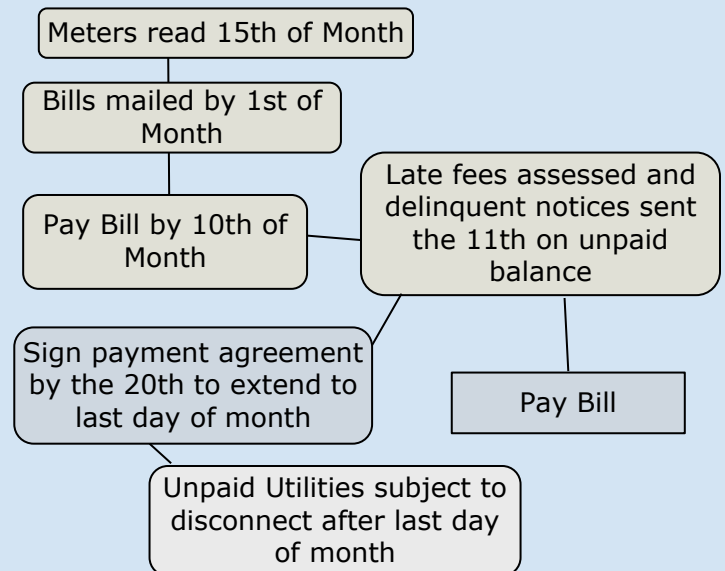 Meters read 15th of Month
Bills mailed by 1st of
Month
Pay Bill by 10th of
Month
Late fees assessed and
delinquent notices sent
the 11th on unpaid
balance
Sign payment agreement
by the 20th to extend to
last day of month
Pay Bill
Unpaid Utilities subject to
disconnect after last day
of month